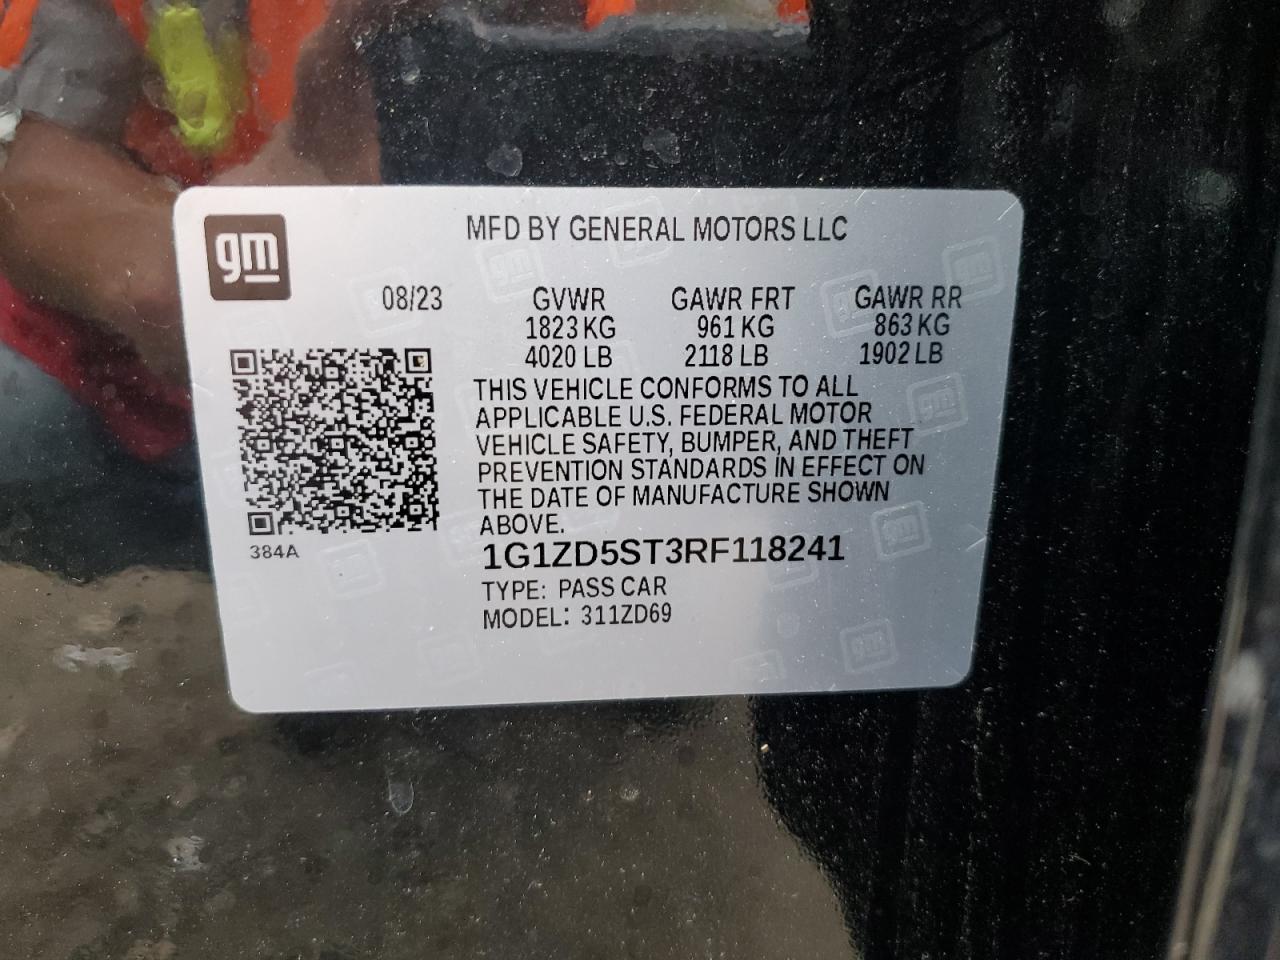 gm
MFD BY GENERAL MOTORS LLC
08/23 GVWR GAWR FRT GAWR RR
1823 KG 961 KG 863 KG
4020 LB 2118 LB 1902 LB
THIS VEHICLE CONFORMS TO ALL
APPLICABLE U.S. FEDERAL MOTOR
VEHICLE SAFETY, BUMPER, AND THEFT
PREVENTION STANDARDS IN EFFECT ON
THE DATE OF MANUFACTURE SHOWN
ABOVE.
384A
1G1ZD5ST3RF118241
TYPE: PASS CAR
MODEL: 311ZD69